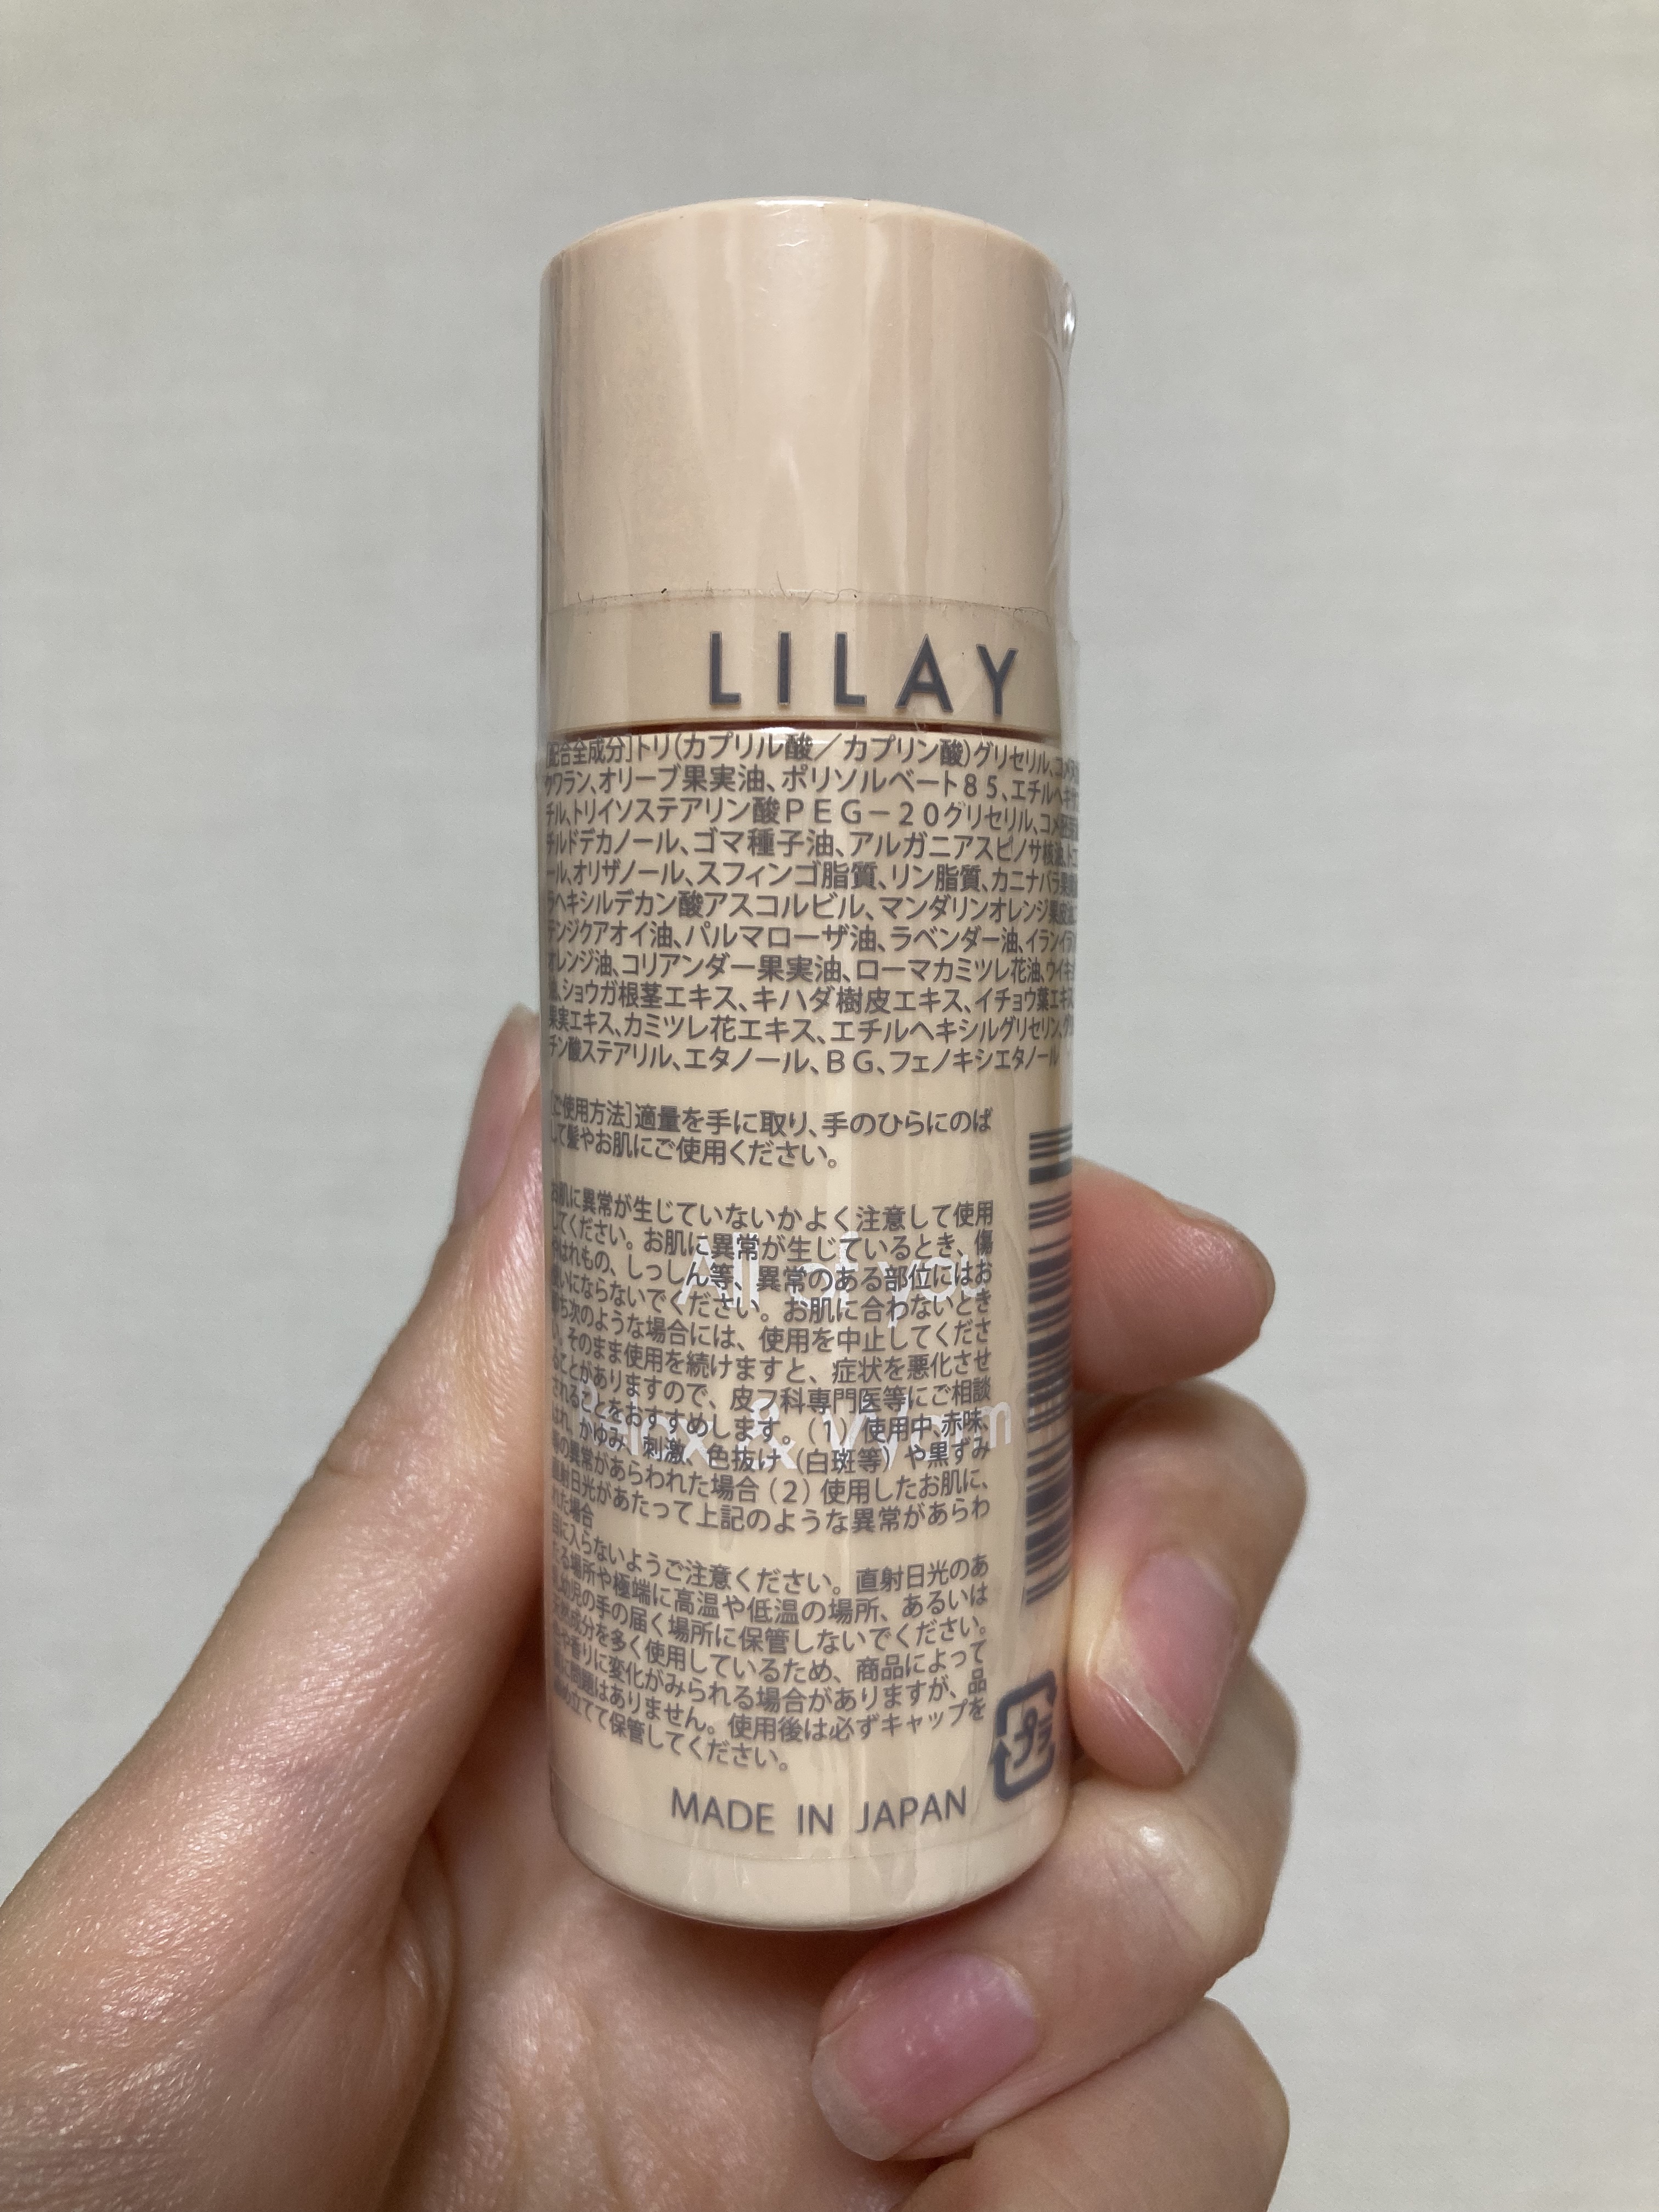 LILAY
[配合全成分]トリ(カプリル酸／カプリン酸)グリセリル、
クワラン、オリーブ果実油、ポリソルベート８５、エチルヘキサ
チル、トリイソステアリン酸ＰＥＧ－２０グリセリル、コメ
チルドデカノール、ゴマ種子油、アルガニアスピノサ核油、トコ
ール、オリザノール、スフィンゴ脂質、リン脂質、カニナバラ果実
ラヘキシルデカン酸アスコルビル、マンダリンオレンジ果皮油、
テンジクアオイ油、パルマローザ油、ラベンダー油、イランイラ
オレンジ油、コリアンダー果実油、ローマカミツレ花油、ウイキ
油、ショウガ根茎エキス、キハダ樹皮エキス、イチョウ葉エキス、
果実エキス、カミツレ花エキス、エチルヘキシルグリセリン、
チン酸ステアリル、エタノール、ＢＧ、フェノキシエタノール
[ご使用方法]適量を手に取り、手のひらにのば
して髪やお肌にご使用ください。
お肌に異常が生じていないかよく注意して使用
してください。お肌に異常が生じているとき、傷
やはれもの、しっしん等、異常のある部位にはお
使いにならないでください。お肌に合わないとき
即ち次のような場合には、使用を中止してくださ
い。そのまま使用を続けますと、症状を悪化させ
ることがありますので、皮フ科専門医等にご相談
されることをおすすめします。（1）使用中、赤味、
はれ、かゆみ、刺激、色抜け（白斑等）や黒ずみ
等の異常があらわれた場合（2）使用したお肌に、
直射日光があたって上記のような異常があらわ
れた場合
目に入らないようご注意ください。直射日光のあ
たる場所や極端に高温や低温の場所、あるいは
乳幼児の手の届く場所に保管しないでください。
天然成分を多く使用しているため、商品によって
色や香りに変化がみられる場合がありますが、品
質に問題はありません。使用後は必ずキャップを
締め立てて保管してください。
All of you
& Warm
プラ
MADE IN JAPAN